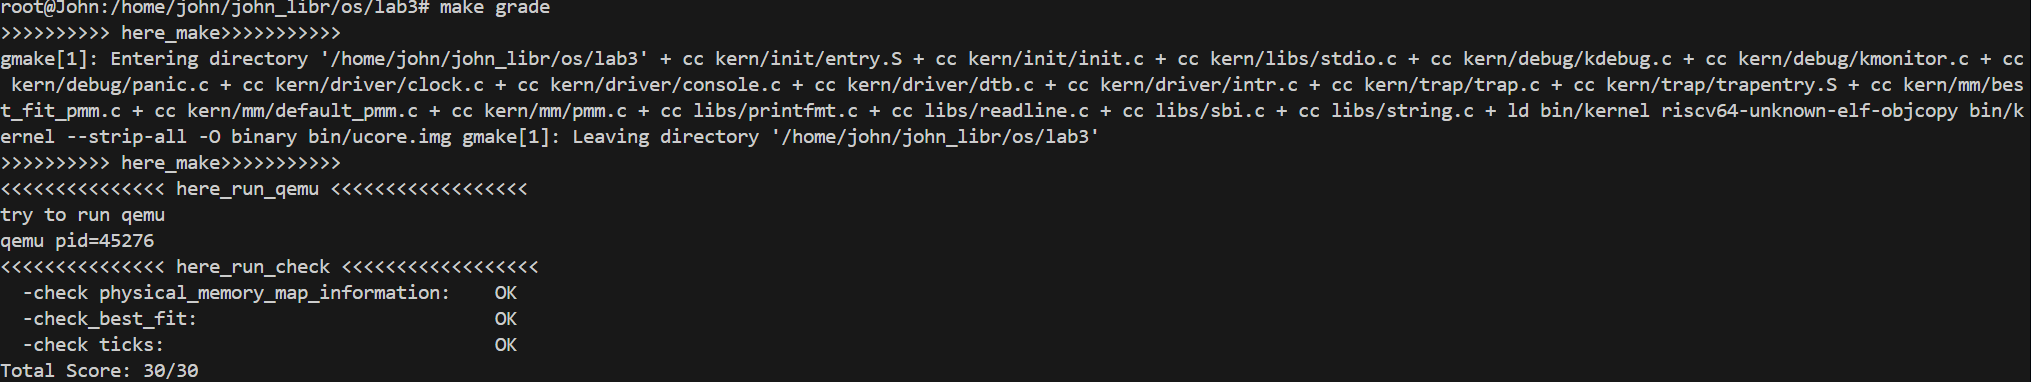 root@John:/home/john/john_libr/os/lab3# make grade
>>>>>>>>>> here_make>>>>>>>>>>>
gmake[1]: Entering directory '/home/john/john_libr/os/lab3' + cc kern/init/entry.S + cc kern/init/init.c + cc kern/libs/stdio.c + cc kern/debug/kdebug.c + cc kern/debug/kmonitor.c + cc
kern/debug/panic.c + cc kern/driver/clock.c + cc kern/driver/console.c + cc kern/driver/dtb.c + cc kern/driver/intr.c + cc kern/trap/trap.c + cc kern/trap/trapentry.S + cc kern/mm/bes
t_fit_pmm.c + cc kern/mm/default_pmm.c + cc kern/mm/pmm.c + cc libs/printfmt.c + cc libs/readline.c + cc libs/sbi.c + cc libs/string.c + ld bin/kernel riscv64-unknown-elf-objcopy bin/k
ernel --strip-all -O binary bin/ucore.img gmake[1]: Leaving directory '/home/john/john_libr/os/lab3'
>>>>>>>>>> here_make>>>>>>>>>>>
<<<<<<<<<<<<<<< here_run_qemu <<<<<<<<<<<<<<<<<<
try to run qemu
qemu pid=45276
<<<<<<<<<<<<<<< here_run_check <<<<<<<<<<<<<<<<<<
  -check physical_memory_map_information:    OK
  -check_best_fit:                           OK
  -check ticks:                              OK
Total Score: 30/30